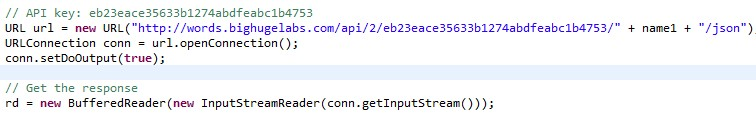 // API key: eb23eace35633b1274abdfeabc1b4753
URL url = new URL("http://words.bighugelabs.com/api/2/eb23eace35633b1274abdfeabc1b4753/" + name1 + "/json")
URLConnection conn = url.openConnection();
conn.setDoOutput(true);
// Get the response
rd = new BufferedReader(new InputStreamReader(conn.getInputStream()));